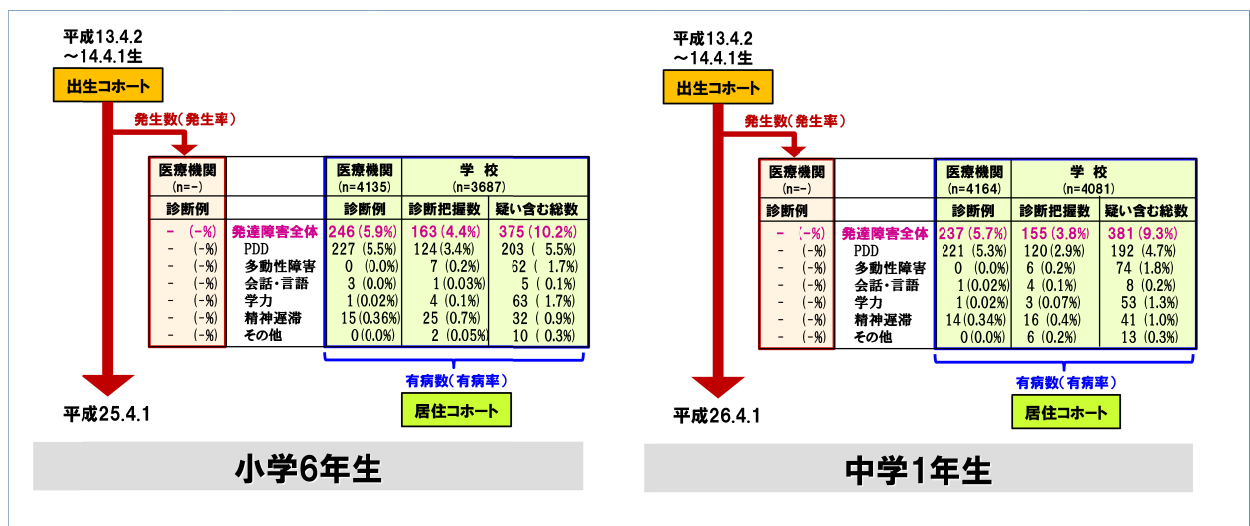 平成13.4.2
～14.4.1生
出生コホート
発生数(発生率)
医療機関 医療機関 学 校
(n=-) (n=4135) (n=3687)
診断例 診断例 診断把握数 疑い含む総数
- (-%) 発達障害全体 246 (5.9%) 163 (4.4%) 375 (10.2%)
- (-%) PDD 227 (5.5%) 124 (3.4%) 203 ( 5.5%)
- (-%) 多動性障害 0 (0.0%) 7 (0.2%) 62 ( 1.7%)
- (-%) 会話・言語 3 (0.0%) 1 (0.03%) 5 ( 0.1%)
- (-%) 学力 1 (0.02%) 4 (0.1%) 63 ( 1.7%)
- (-%) 精神遅滞 15 (0.36%) 25 (0.7%) 32 ( 0.9%)
- (-%) その他 0 (0.0%) 2 (0.05%) 10 ( 0.3%)
有病数(有病率)
居住コホート
平成25.4.1
小学6年生
平成13.4.2
～14.4.1生
出生コホート
発生数(発生率)
医療機関 医療機関 学 校
(n=-) (n=4164) (n=4081)
診断例 診断例 診断把握数 疑い含む総数
- (-%) 発達障害全体 237 (5.7%) 155 (3.8%) 381 (9.3%)
- (-%) PDD 221 (5.3%) 120 (2.9%) 192 (4.7%)
- (-%) 多動性障害 0 (0.0%) 6 (0.2%) 74 (1.8%)
- (-%) 会話・言語 1 (0.02%) 4 (0.1%) 8 (0.2%)
- (-%) 学力 1 (0.02%) 3 (0.07%) 53 (1.3%)
- (-%) 精神遅滞 14 (0.34%) 16 (0.4%) 41 (1.0%)
- (-%) その他 0 (0.0%) 6 (0.2%) 13 (0.3%)
有病数(有病率)
居住コホート
平成26.4.1
中学1年生